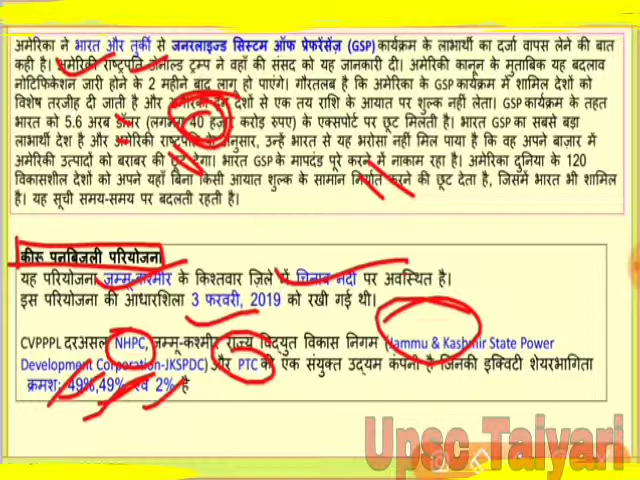 अमेरिका ने भारत और तुर्की से जनरलाइज्ड सिस्टम ऑफ प्रेफरेंसेज़ (GSP) कार्यक्रम के लाभार्थी का दर्जा वापस लेने की बात
कही है। अमेरिकी राष्ट्रपति डोनाल्ड ट्रम्प ने वहाँ की संसद को यह जानकारी दी। अमेरिकी कानून के मुताबिक यह बदलाव
नोटिफिकेशन जारी होने के 2 महीने बाद लागू हो पाएंगे। गौरतलब है कि अमेरिका के GSP कार्यक्रम में शामिल देशों को
विशेष तरजीह दी जाती है और अमेरिका इन देशों से एक तय राशि के आयात पर शुल्क नहीं लेता। GSP कार्यक्रम के तहत
भारत को 5.6 अरब डॉलर (लगभग 40 हजार करोड़ रुपए) के एक्सपोर्ट पर छूट मिलती है। भारत GSP का सबसे बड़ा
लाभार्थी देश है और अमेरिकी राष्ट्रपति के अनुसार, उन्हें भारत से यह भरोसा नहीं मिल पाया है कि वह अपने बाज़ार में
अमेरिकी उत्पादों को बराबर की छूट देगा। भारत GSP के मापदंड पूरे करने में नाकाम रहा है। अमेरिका दुनिया के 120
विकासशील देशों को अपने यहाँ बिना किसी आयात शुल्क के सामान निर्यात करने की छूट देता है, जिसमें भारत भी शामिल
है। यह सूची समय-समय पर बदलती रहती है।
कीरू पनबिजली परियोजना
यह परियोजना जम्मू-कश्मीर के किश्तवार ज़िले में चिनाब नदी पर अवस्थित है।
इस परियोजना की आधारशिला 3 फरवरी, 2019 को रखी गई थी।
CVPPPL दरअसल NHPC, जम्मू-कश्मीर राज्य विद्युत विकास निगम (Jammu & Kashmir State Power
Development Corporation-JKSPDC) और PTC की एक संयुक्त उद्यम कंपनी है जिनकी इक्विटी शेयरभागिता
क्रमश: 49%,49% एवं 2% है
Upsc Taiyari